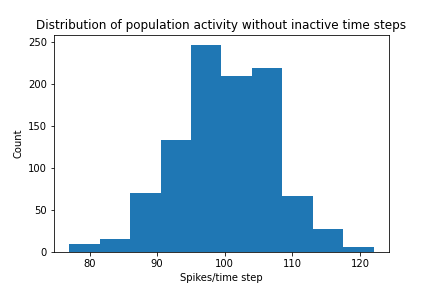 Distribution of population activity without inactive time steps
250
200
150
100
50
0
Count
80 90 100 110 120
Spikes/time step